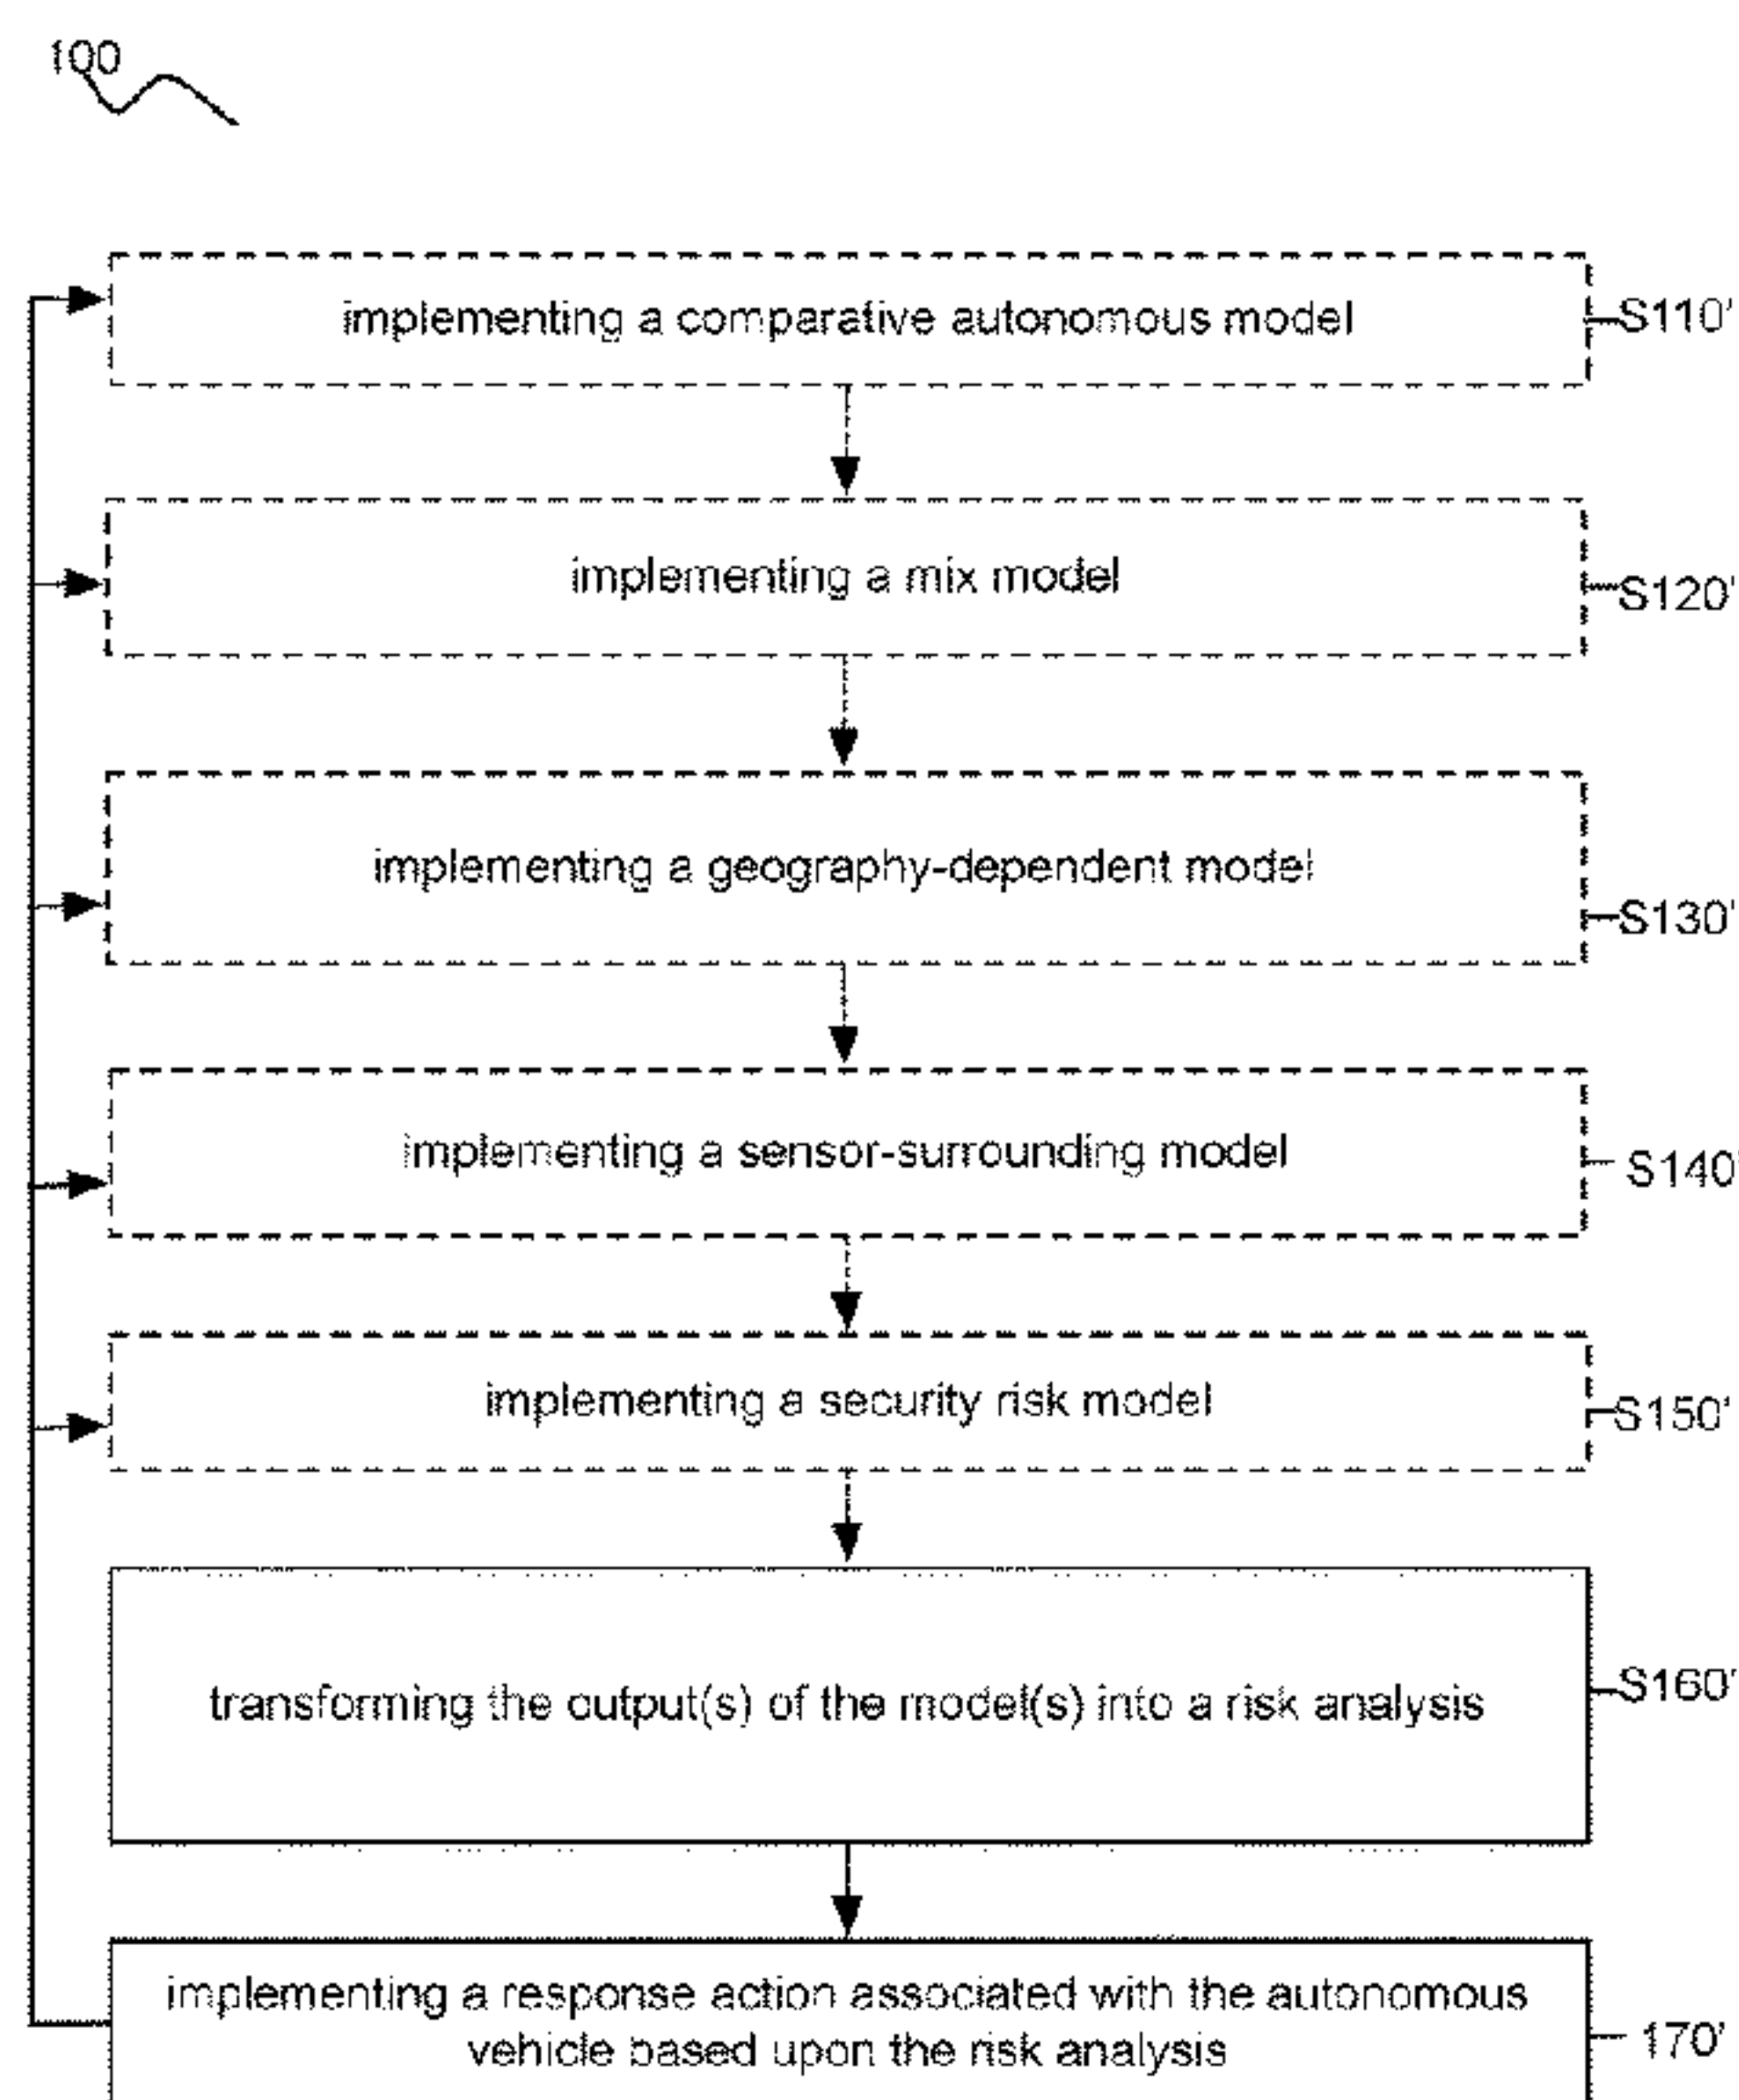 100
implementing a comparative autonomous model
S110'
implementing a mix model
S120'
implementing a geography-dependent model
S130'
implementing a sensor-surrounding model
S140'
implementing a security risk model
S150'
transforming the output(s) of the model(s) into a risk analysis
S160'
implementing a response action associated with the autonomous
vehicle based upon the risk analysis
170'